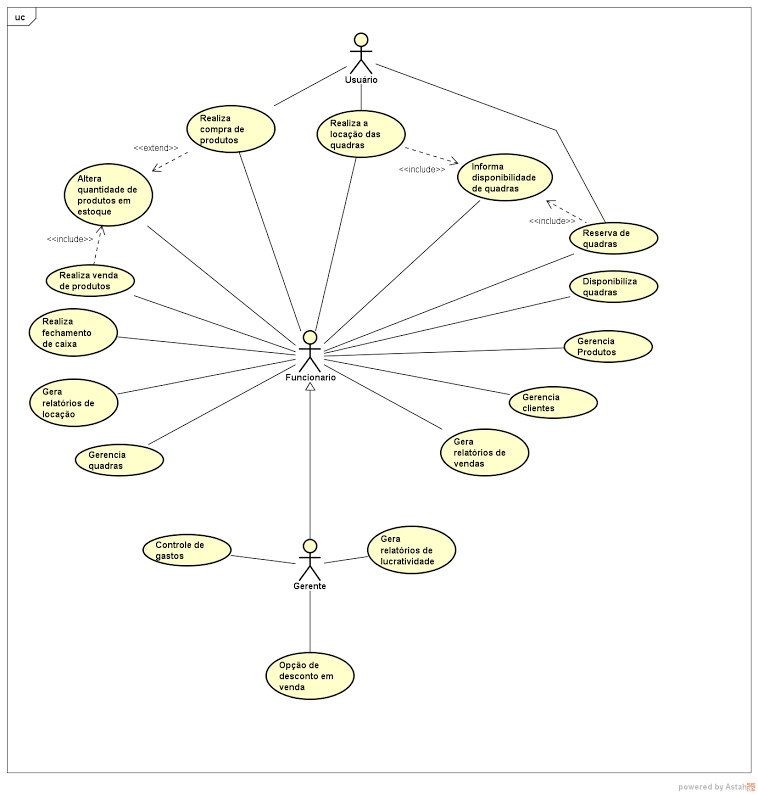 uc
Usuário
Realiza
compra de
produtos
Realiza a
locação das
quadras
<<extend>>
<<include>>
Informa
disponibilidade
de quadras
Altera
quantidade de
produtos em
estoque
<<include>>
Reserva de
quadras
<<include>>
Realiza venda
de produtos
Disponibiliza
quadras
Realiza
fechamento
de caixa
Gerencia
Produtos
Funcionario
Gera
relatórios de
locação
Gerencia
clientes
Gerencia
quadras
Gera
relatórios de
vendas
Controle de
gastos
Gera
relatórios de
lucratividade
Gerente
Opção de
desconto em
venda
powered by Astah